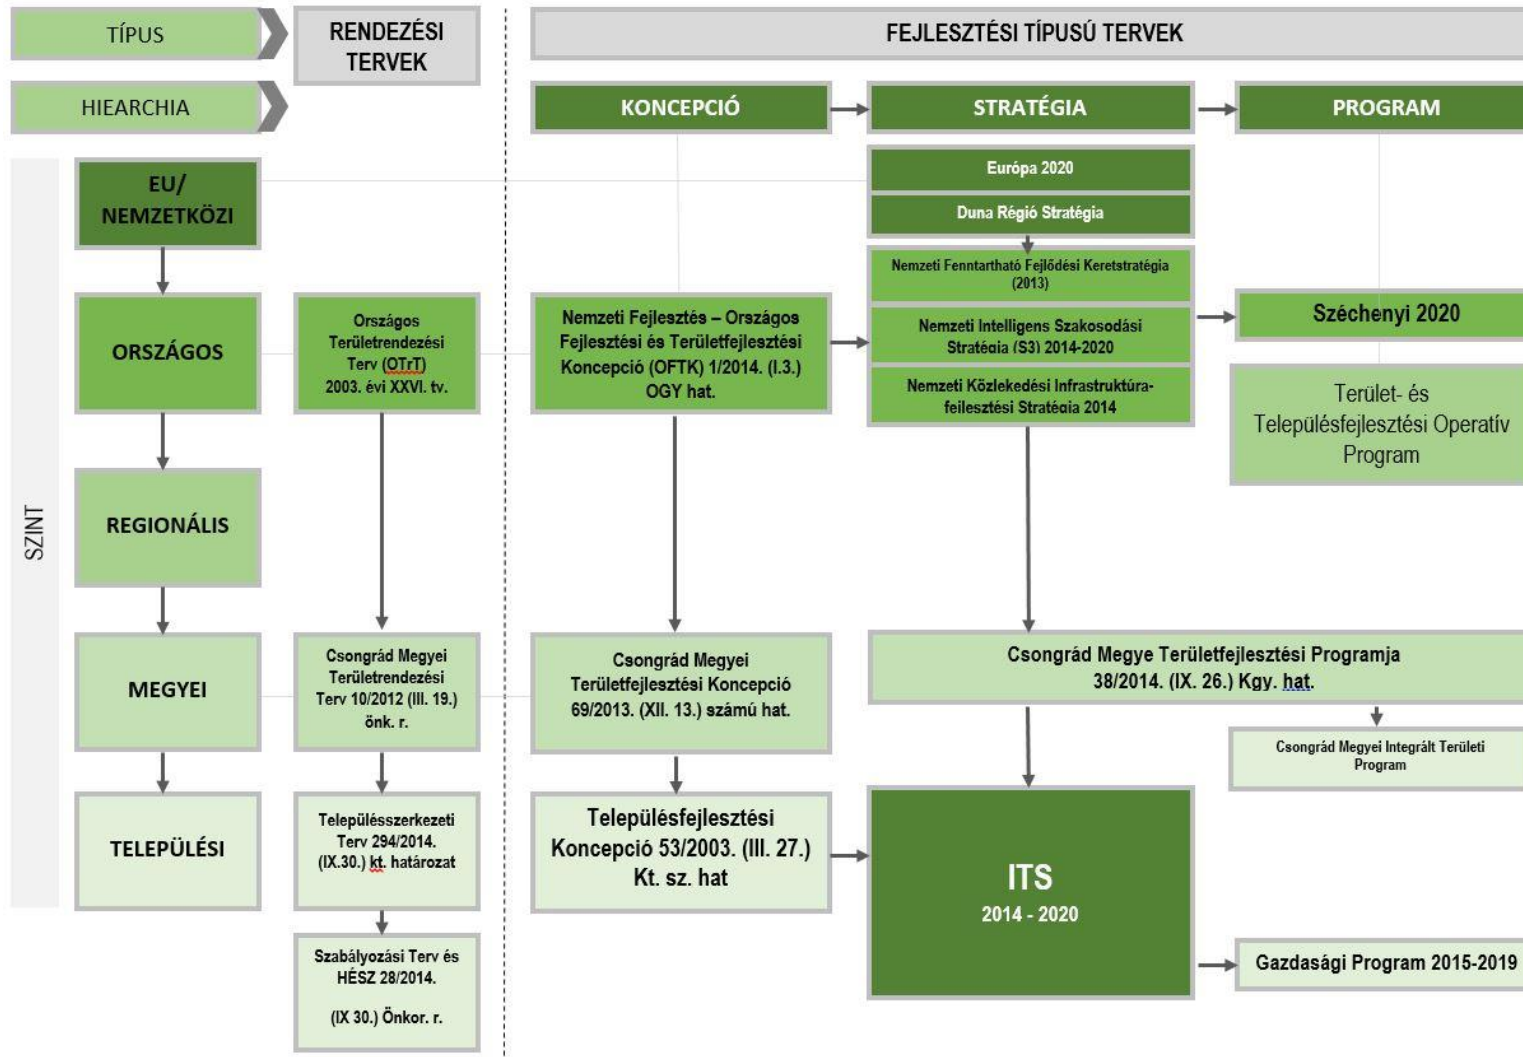 TÍPUS
RENDEZÉSI
TERVEK
FEJLESZTÉSI TÍPUSÚ TERVEK
HIEARCHIA
KONCEPCIÓ
STRATÉGIA
PROGRAM
SZINT
EU/
NEMZETKÖZI
Európa 2020
Duna Régió Stratégia
Nemzeti Fenntartható Fejlődési Keretstratégia
(2013)
ORSZÁGOS
Országos
Területrendezési
Terv (OTrT)
2003. évi XXVI. tv.
Nemzeti Fejlesztés – Országos
Fejlesztési és Területfejlesztési
Koncepció (OFTK) 1/2014. (I.3.)
OGY hat.
Nemzeti Intelligens Szakosodási
Stratégia (S3) 2014-2020
Nemzeti Közlekedési Infrastruktúra-
fejlesztési Stratégia 2014
Széchenyi 2020
Terület- és
Településfejlesztési Operatív
Program
REGIONÁLIS
MEGYEI
Csongrád Megyei
Területrendezési
Terv 10/2012 (III. 19.)
önk. r.
Csongrád Megyei
Területfejlesztési Koncepció
69/2013. (XII. 13.) számú hat.
Csongrád Megye Területfejlesztési Programja
38/2014. (IX. 26.) Kgy. hat.
Csongrád Megyei Integrált Területi
Program
TELEPÜLÉSI
Településszerkezeti
Terv 294/2014.
(IX.30.) kt. határozat
Településfejlesztési
Koncepció 53/2003. (III. 27.)
Kt. sz. hat
ITS
2014 - 2020
Szabályozási Terv és
HÉSZ 28/2014.
(IX 30.) Önkor. r.
Gazdasági Program 2015-2019